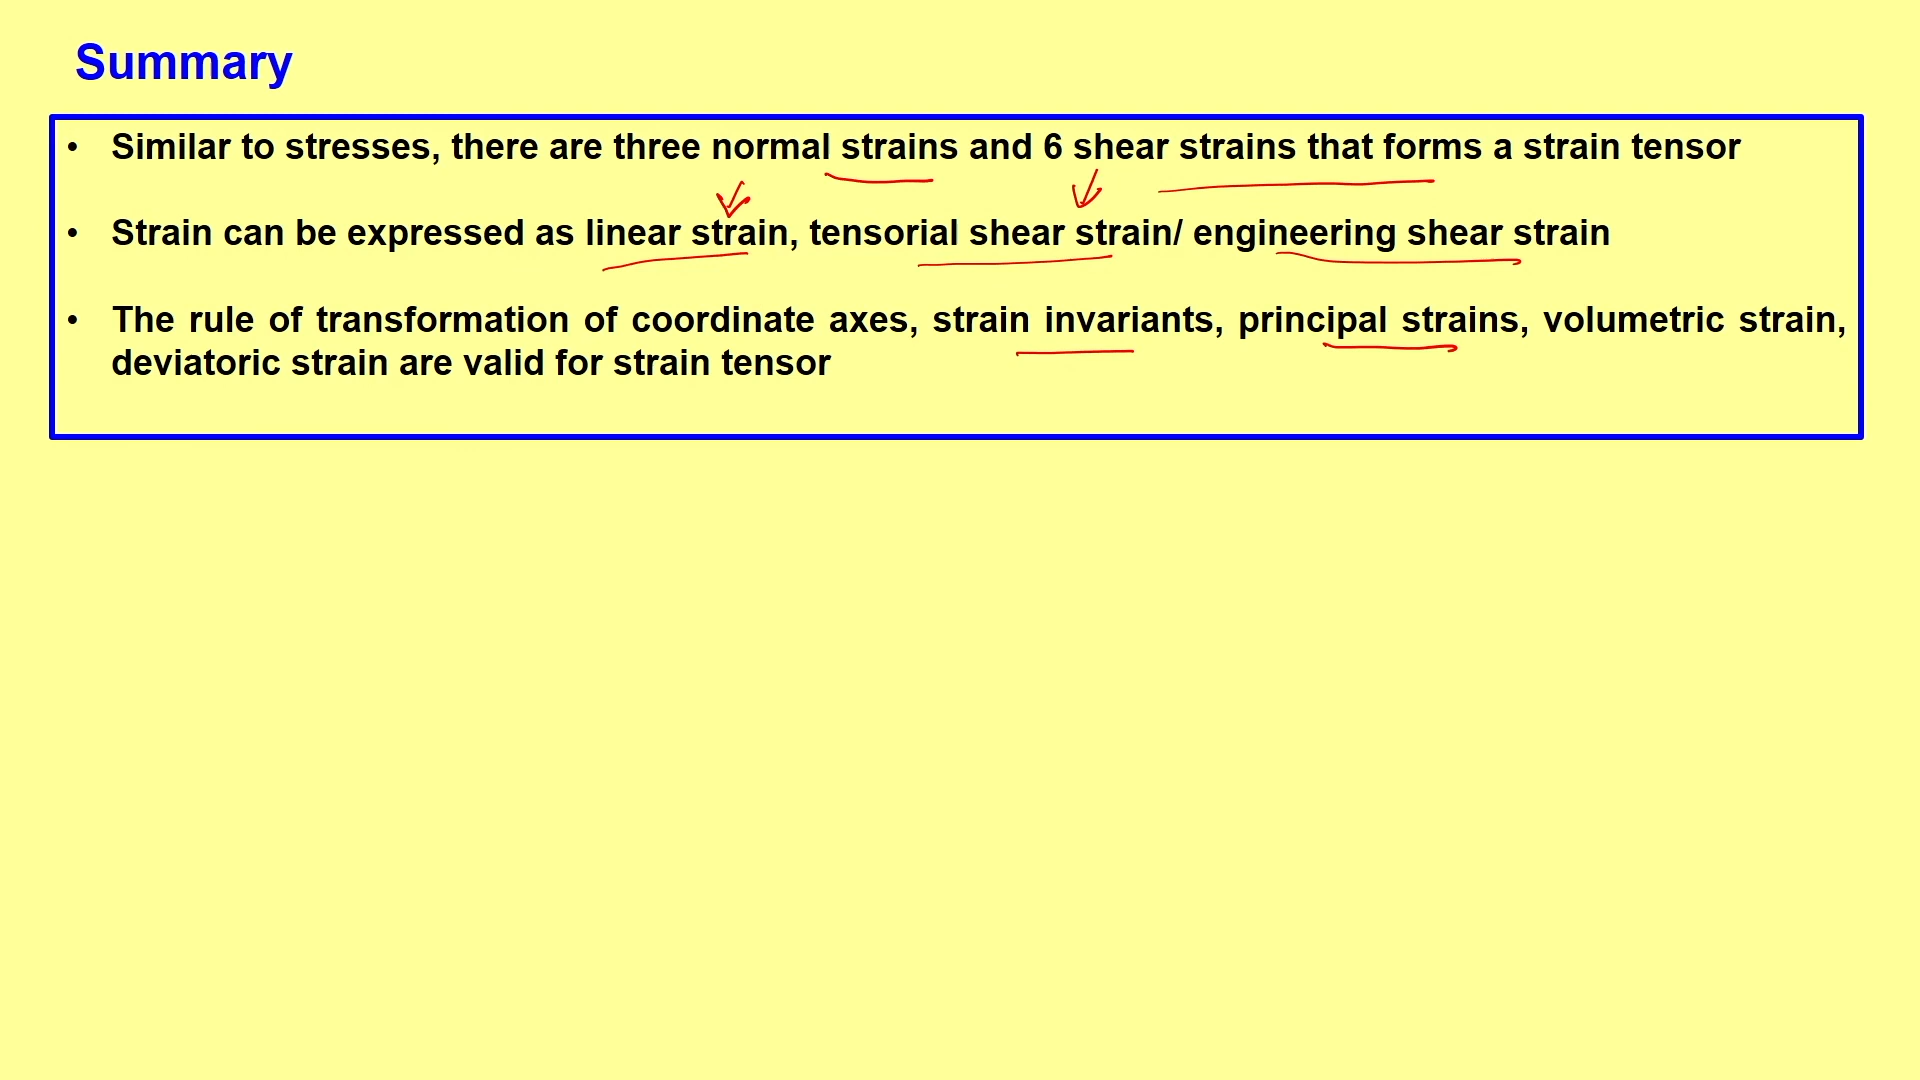 Summary
• Similar to stresses, there are three normal strains and 6 shear strains that forms a strain tensor
• Strain can be expressed as linear strain, tensorial shear strain/ engineering shear strain
• The rule of transformation of coordinate axes, strain invariants, principal strains, volumetric strain,
deviatoric strain are valid for strain tensor